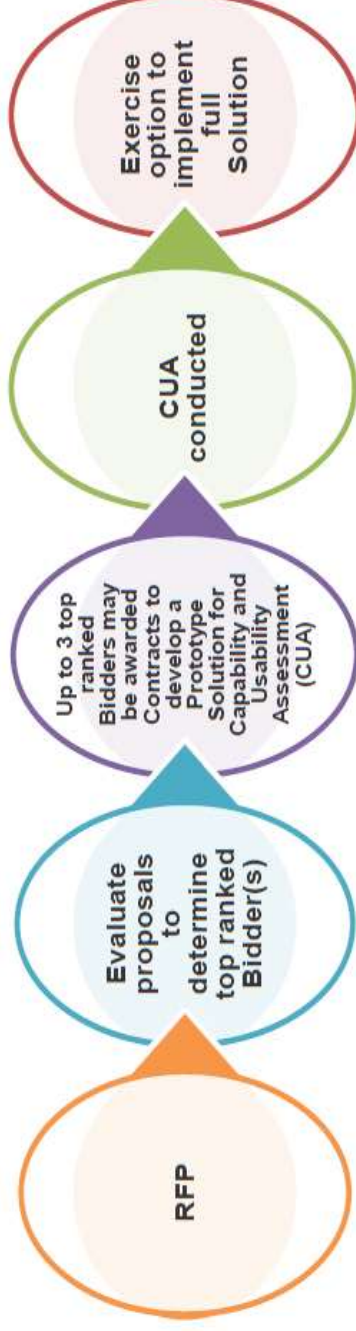 RFP
Evaluate
proposals
to
determine
top ranked
Bidder(s)
Up to 3 top
ranked
Bidders may
be awarded
Contracts to
develop a
Prototype
Solution for
Capability and
Usability
Assessment
(CUA)
CUA
conducted
Exercise
option to
implement
full
Solution